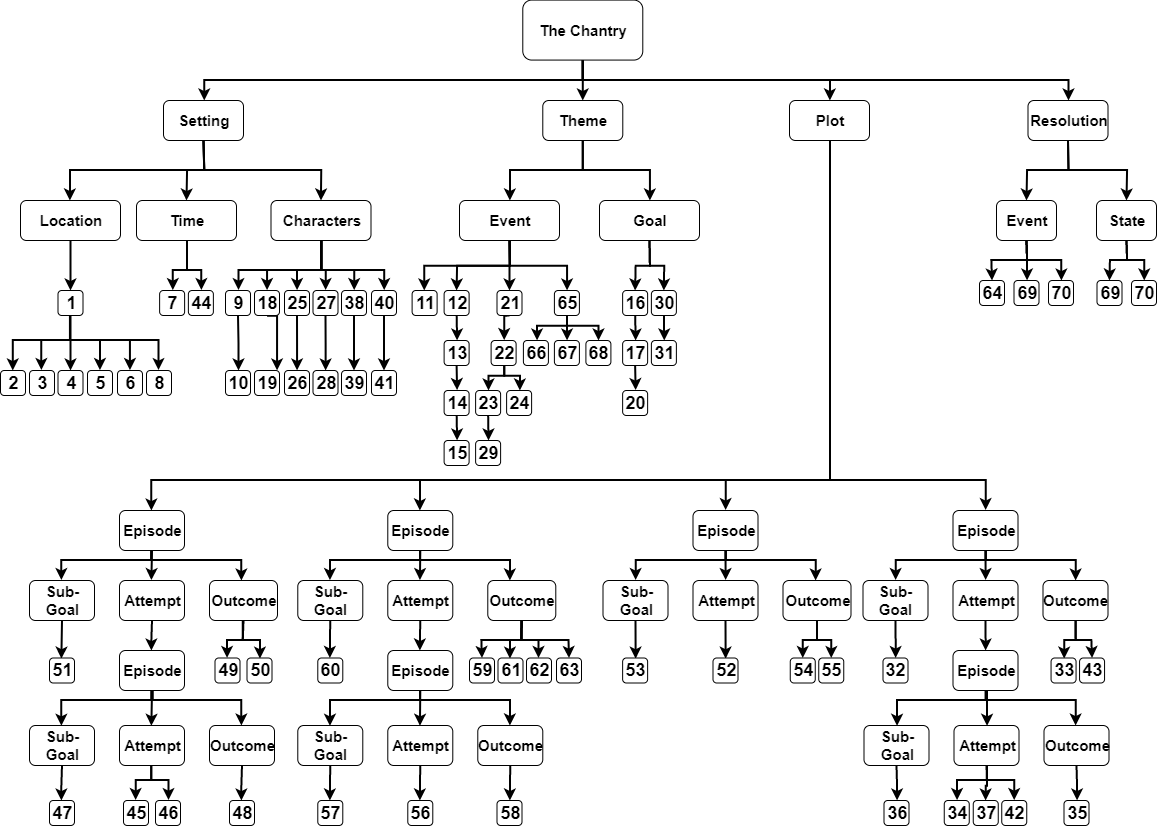 The Chantry
Setting
Theme
Plot
Resolution
Location
Time
Characters
Event
Goal
Event
State
1
7 44
9 18 25 27 38 40
11 12 21 65
16 30
64 69 70
69 70
2 3 4 5 6 8
10 19 26 28 39 41
13 22 66 67 68
17 31
14 23 24
20
15 29
Episode
Episode
Episode
Episode
Sub-
Goal
Attempt
Outcome
Sub-
Goal
Attempt
Outcome
Sub-
Goal
Attempt
Outcome
Sub-
Goal
Attempt
Outcome
51
Episode
49 50
60
Episode
59 61 62 63
53
52
54 55
32
Episode
33 43
Sub-
Goal
Attempt
Outcome
Sub-
Goal
Attempt
Outcome
Sub-
Goal
Attempt
Outcome
47
45 46
48
57
56
58
36
34 37 42
35